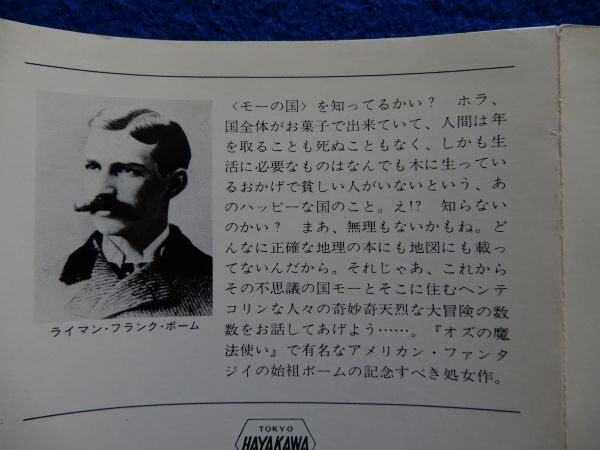 〈モーの国〉を知ってるかい？　ホラ、
国全体がお菓子で出来ていて、人間は年
を取ることも死ぬこともなく、しかも生
活に必要なものはなんでも木に生ってい
るおかげで貧しい人がいないという、あ
のハッピーな国のこと。え!?　知らない
のかい？　まあ、無理もないかもね。ど
んなに正確な地理の本にも地図にも載っ
てないんだから。それじゃあ、これから
その不思議の国モーとそこに住むヘンテ
コリンな人々の奇妙奇天烈な大冒険の数
数をお話してあげよう……。『オズの魔
法使い』で有名なアメリカン・ファンタ
ジイの始祖ボームの記念すべき処女作。
ライマン・フランク・ボーム
TOKYO
HAYAKAWA